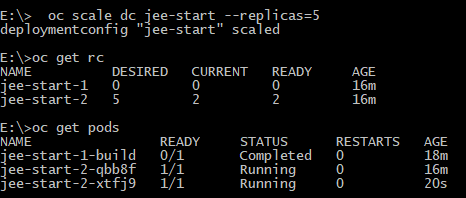 E:\>  oc scale dc jee-start --replicas=5
deploymentconfig "jee-start" scaled
E:\>oc get rc
NAME DESIRED CURRENT READY AGE
jee-start-1 0 0 0 16m
jee-start-2 5 2 2 16m
E:\>oc get pods
NAME READY STATUS RESTARTS AGE
jee-start-1-build 0/1 Completed 0 18m
jee-start-2-qbb8f 1/1 Running 0 16m
jee-start-2-xtfj9 1/1 Running 0 20s